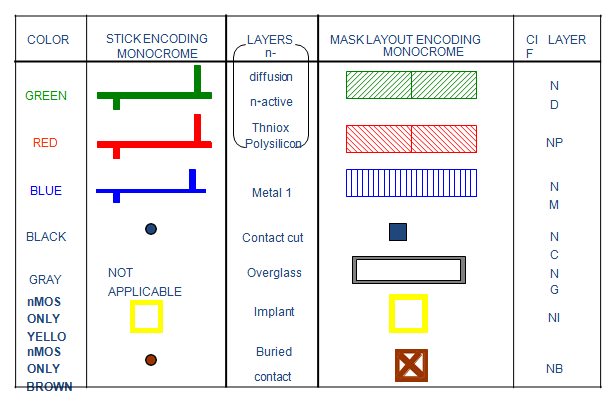 COLOR
STICK ENCODING
MONOCROME
LAYERS
MASK LAYOUT ENCODING
MONOCROME
CI LAYER
F
GREEN
n-
diffusion
n-active
Thniox
N
D
RED
Polysilicon
NP
BLUE
Metal 1
N
M
BLACK
Contact cut
N
C
GRAY
NOT
APPLICABLE
Overglass
N
G
nMOS
ONLY
YELLO
Implant
NI
nMOS
ONLY
BROWN
Buried
contact
NB